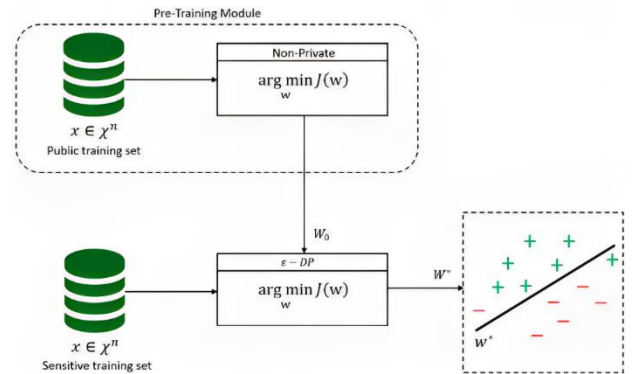 Pre-Training Module
Non-Private
arg min J(w)
w
x ∈ χⁿ
Public training set
W₀
ε − DP
arg min J(w)
w
W*
w*
x ∈ χⁿ
Sensitive training set